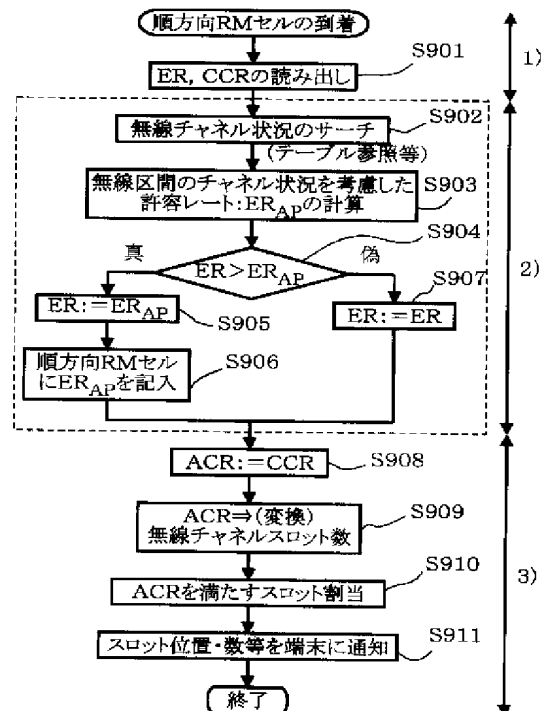 順方向RMセルの到着
S901
1)
ER, CCRの読み出し
S902
無線チャネル状況のサーチ
(テーブル参照等)
S903
無線区間のチャネル状況を考慮した
許容レート:ERAPの計算
S904
真
ER>ERAP
偽
2)
S907
ER:=ERAP
S905
ER:=ER
順方向RMセル
にERAPを記入
S906
ACR:=CCR
S908
ACR⇒(変換)
無線チャネルスロット数
S909
S910
3)
ACRを満たすスロット割当
S911
スロット位置・数等を端末に通知
終了